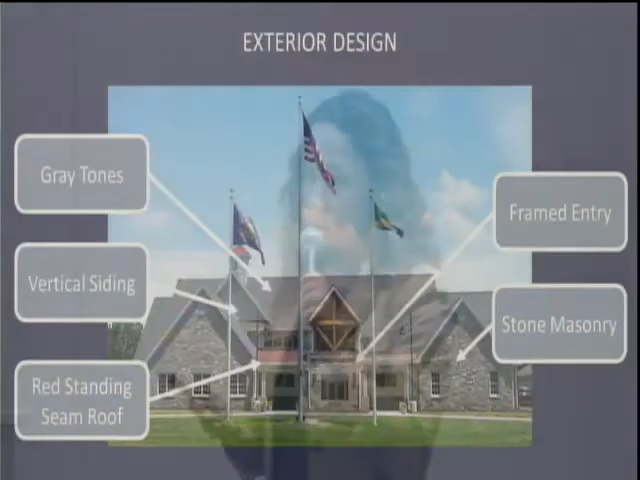 EXTERIOR DESIGN
Gray Tones
Framed Entry
Vertical Siding
Stone Masonry
Red Standing
Seam Roof